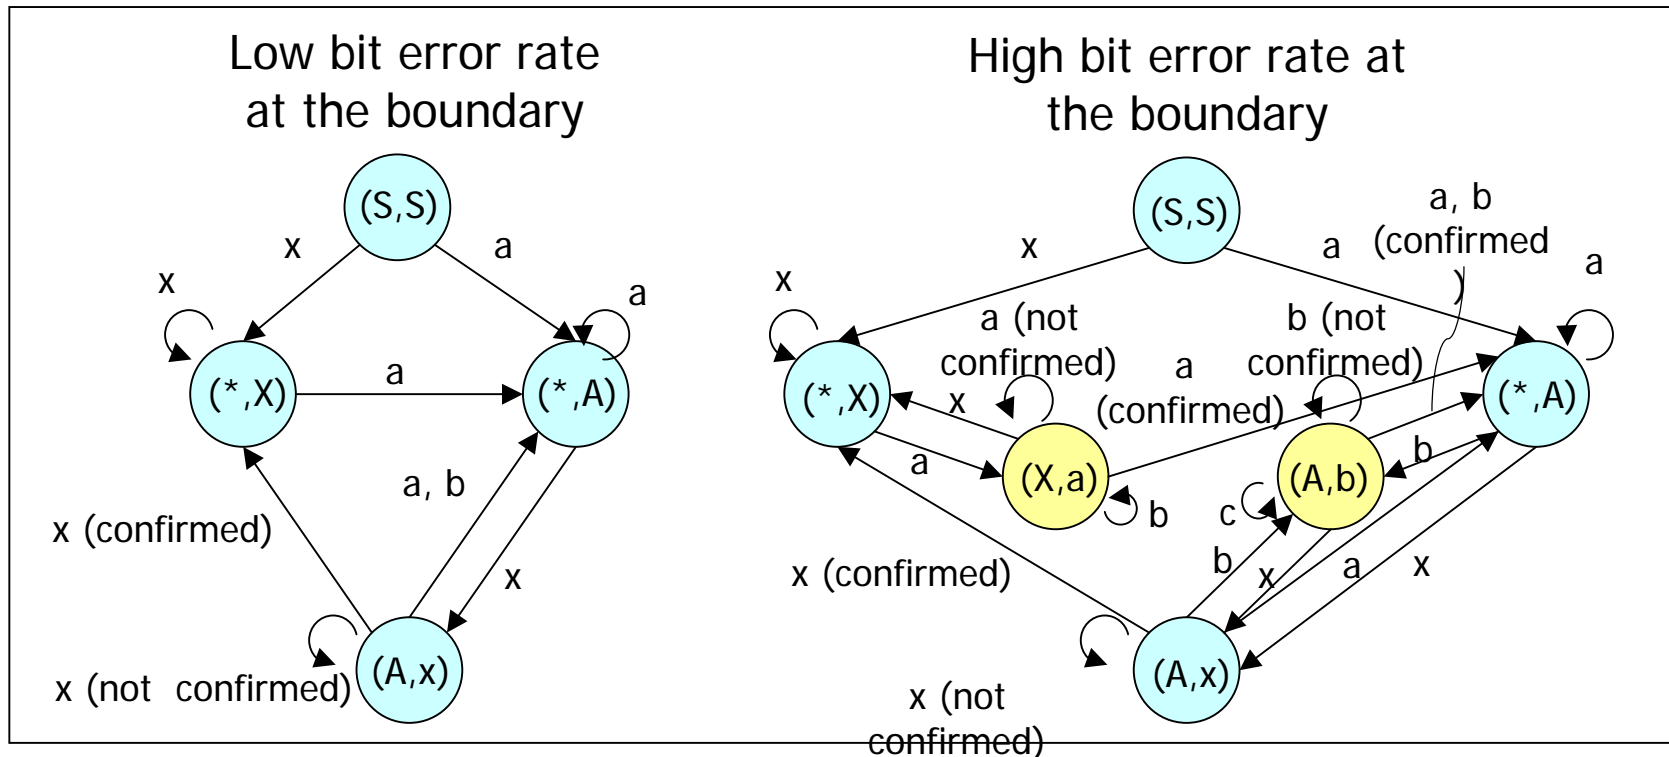 Low bit error rate
at the boundary
(S,S)
x
a
x
a
(*,X)
a
(*,A)
a, b
x (confirmed)
x
(A,x)
x (not confirmed)
High bit error rate at
the boundary
(S,S)
a, b
(confirmed
)
x
a
a
x
a (not
confirmed)
b (not
confirmed)
a
(confirmed)
(*,X)
x
(*,A)
a
(X,a)
b
(A,b)
b
c
b
x
a
x
x (confirmed)
(A,x)
x (not
confirmed)